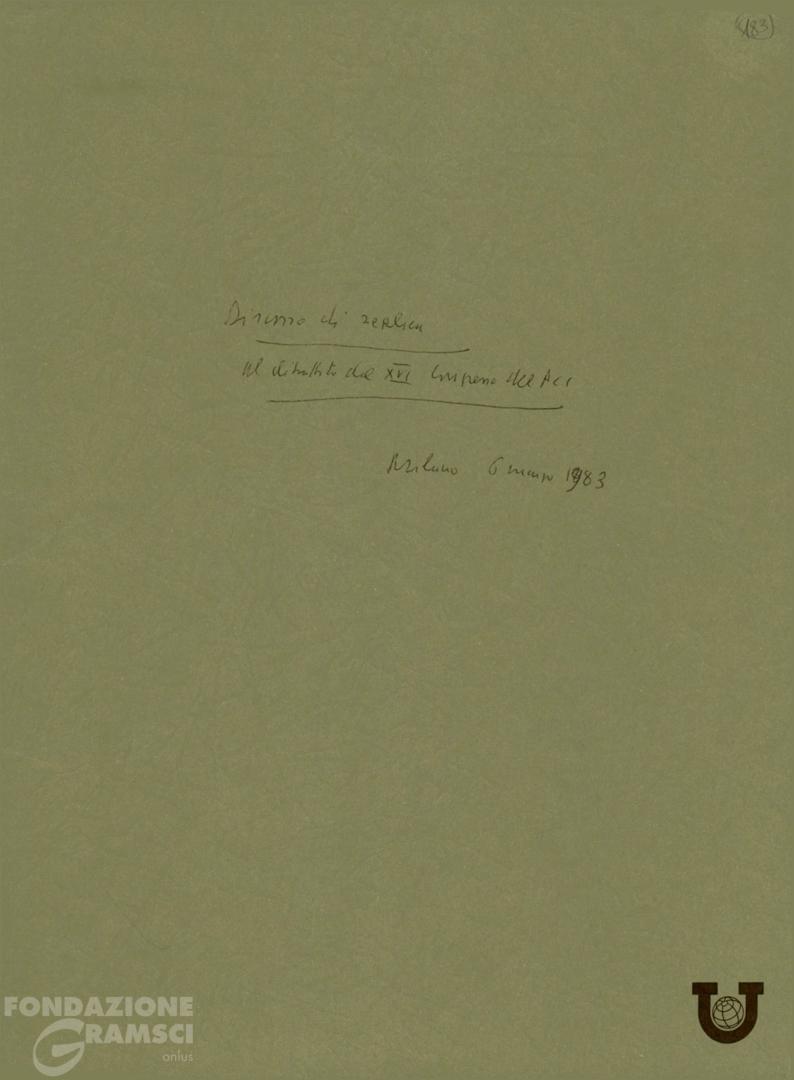 (183)
Discorso di replica
al dibattito del XVI Congresso del PCI
Milano 6 marzo 1983
FONDAZIONE
GRAMSCI
onlus
U